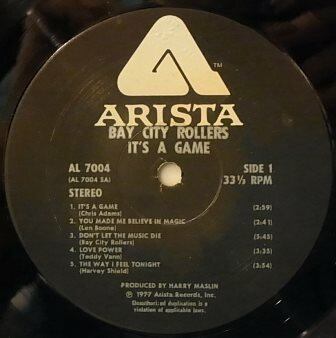 TM
ARISTA
BAY CITY ROLLERS
IT'S A GAME
AL 7004
(AL 7004 SA)
STEREO
SIDE 1
33⅓ RPM
1. IT'S A GAME (2:59)
(Chris Adams)
2. YOU MADE ME BELIEVE IN MAGIC (2:41)
(Len Boone)
3. DON'T LET THE MUSIC DIE (5:45)
(Bay City Rollers)
4. LOVE POWER (3:35)
(Teddy Vann)
5. THE WAY I FEEL TONIGHT (3:54)
(Harvey Shield)
PRODUCED BY HARRY MASLIN
℗ 1977 Arista Records, Inc.
Unauthorized duplication is a
violation of applicable laws.